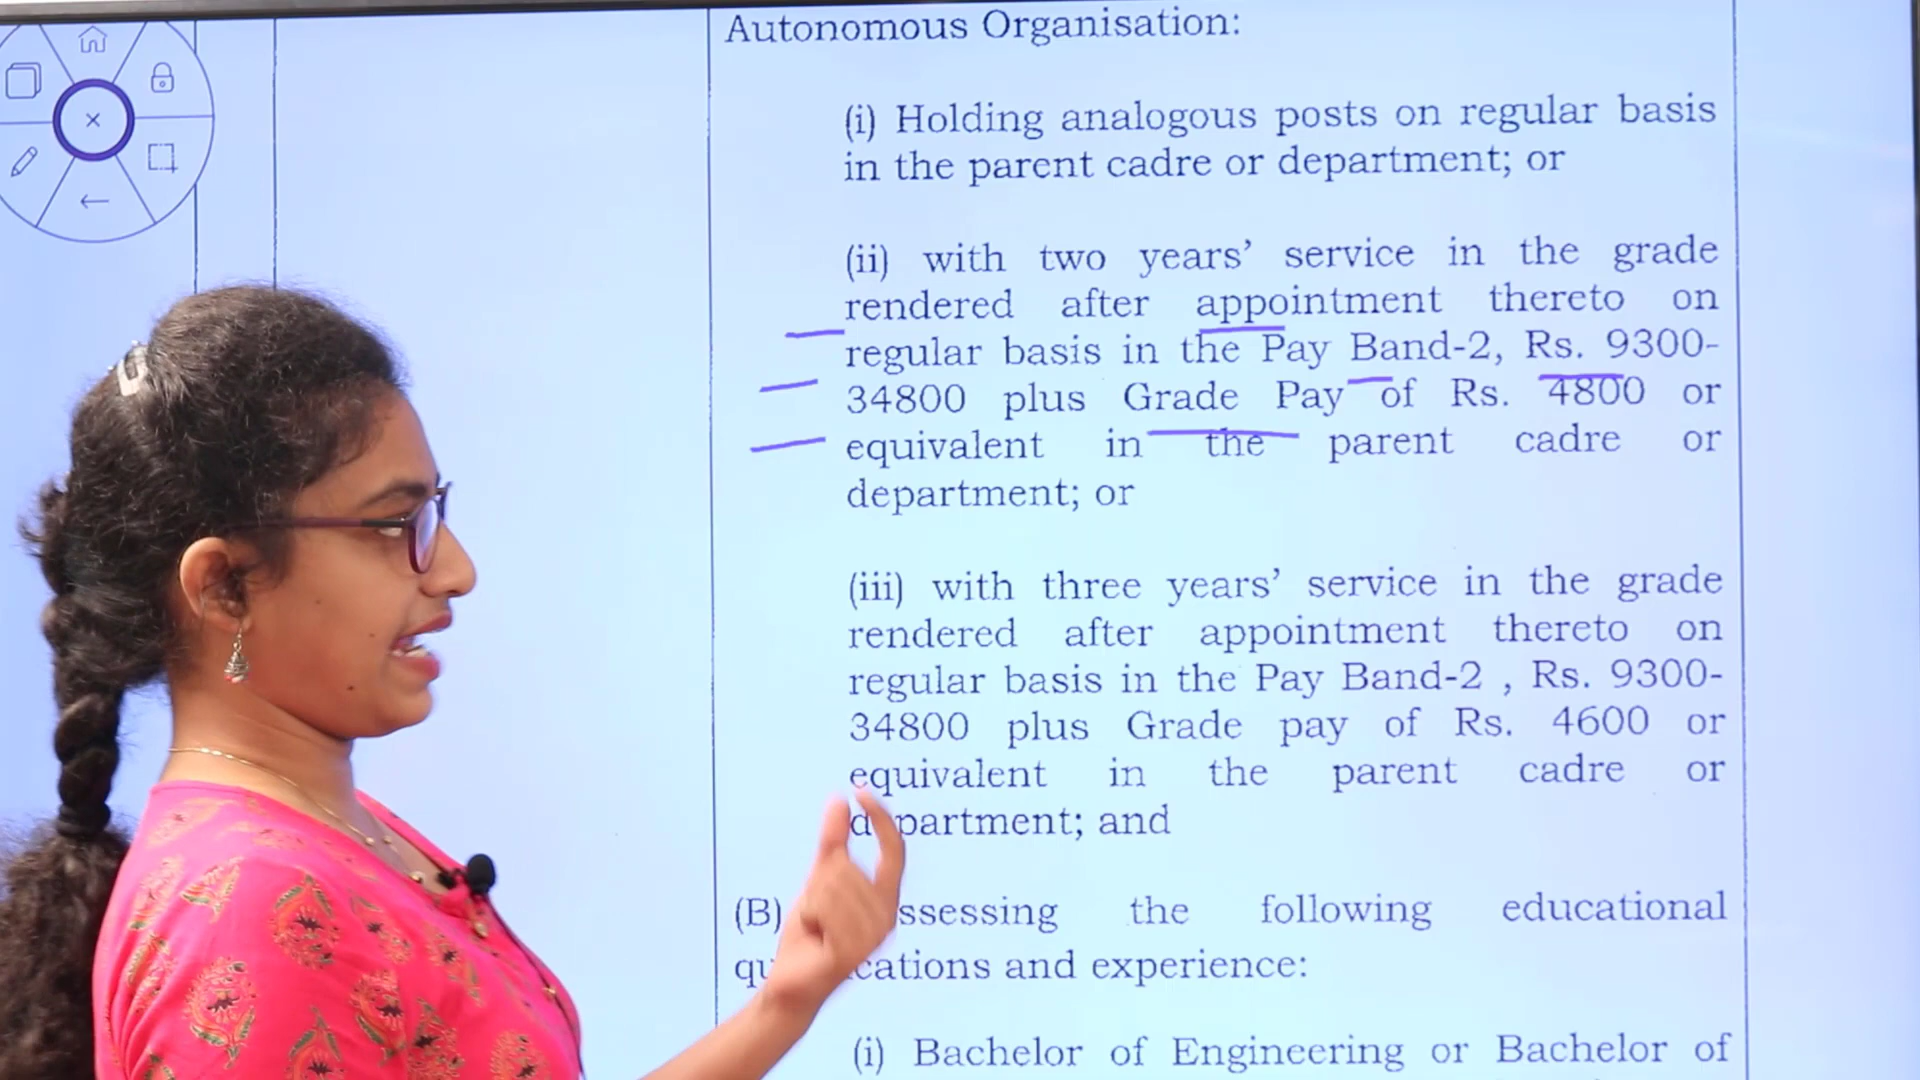 Autonomous Organisation:
(i) Holding analogous posts on regular basis
in the parent cadre or department; or
(ii) with two years’ service in the grade
rendered after appointment thereto on
regular basis in the Pay Band-2, Rs. 9300-
34800 plus Grade Pay of Rs. 4800 or
equivalent in the parent cadre or
department; or
(iii) with three years’ service in the grade
rendered after appointment thereto on
regular basis in the Pay Band-2 , Rs. 9300-
34800 plus Grade pay of Rs. 4600 or
equivalent in the parent cadre or
department; and
(B) ssessing the following educational
cations and experience:
(i) Bachelor of Engineering or Bachelor of